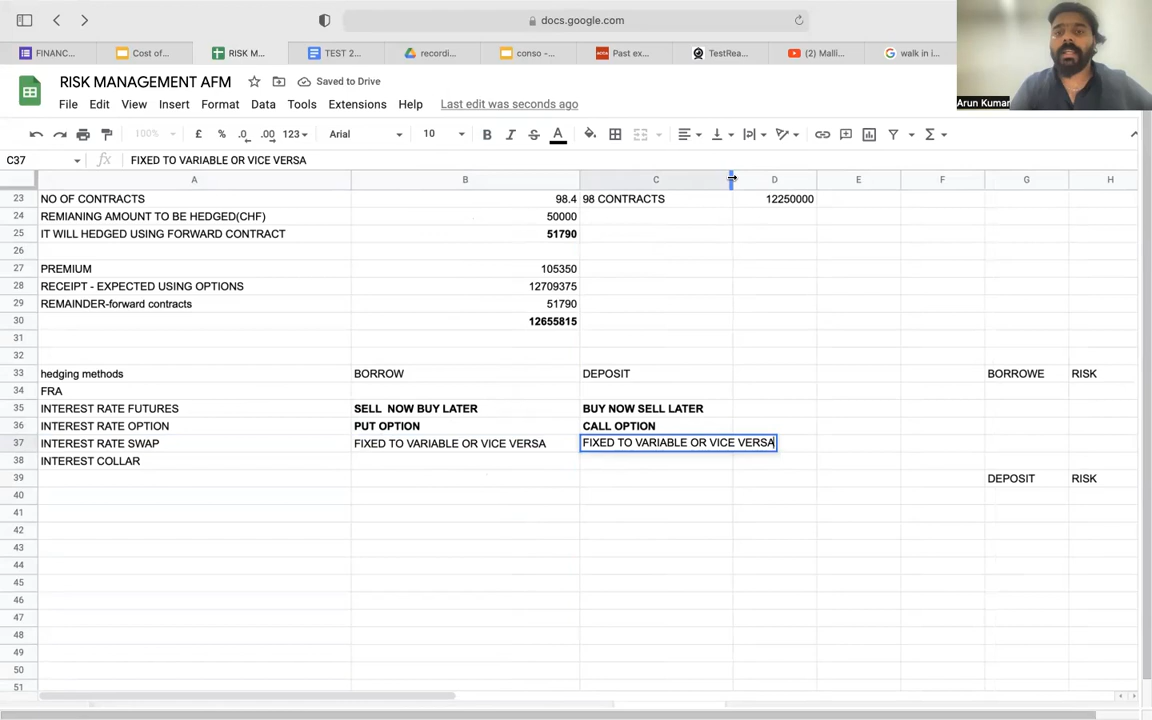 docs.google.com
FINANC...
Cost of...
RISK M...
TEST 2...
recordi...
conso -...
Past ex...
TestRea...
(2) Malli...
walk in i...
RISK MANAGEMENT AFM
Saved to Drive
File Edit View Insert Format Data Tools Extensions Help Last edit was seconds ago
100% £ % .0 .00 123 Arial 10 B I S A Σ
Arun Kumar
C37 fx FIXED TO VARIABLE OR VICE VERSA
A B C D E F G H
23 NO OF CONTRACTS 98.4 98 CONTRACTS 12250000
24 REMIANING AMOUNT TO BE HEDGED(CHF) 50000
25 IT WILL HEDGED USING FORWARD CONTRACT 51790
26
27 PREMIUM 105350
28 RECEIPT - EXPECTED USING OPTIONS 12709375
29 REMAINDER-forward contracts 51790
30 12655815
31
32
33 hedging methods BORROW DEPOSIT BORROWE RISK
34 FRA
35 INTEREST RATE FUTURES SELL NOW BUY LATER BUY NOW SELL LATER
36 INTEREST RATE OPTION PUT OPTION CALL OPTION
37 INTEREST RATE SWAP FIXED TO VARIABLE OR VICE VERSA FIXED TO VARIABLE OR VICE VERSA
38 INTEREST COLLAR
39 DEPOSIT RISK
40
41
42
43
44
45
46
47
48
49
50
51